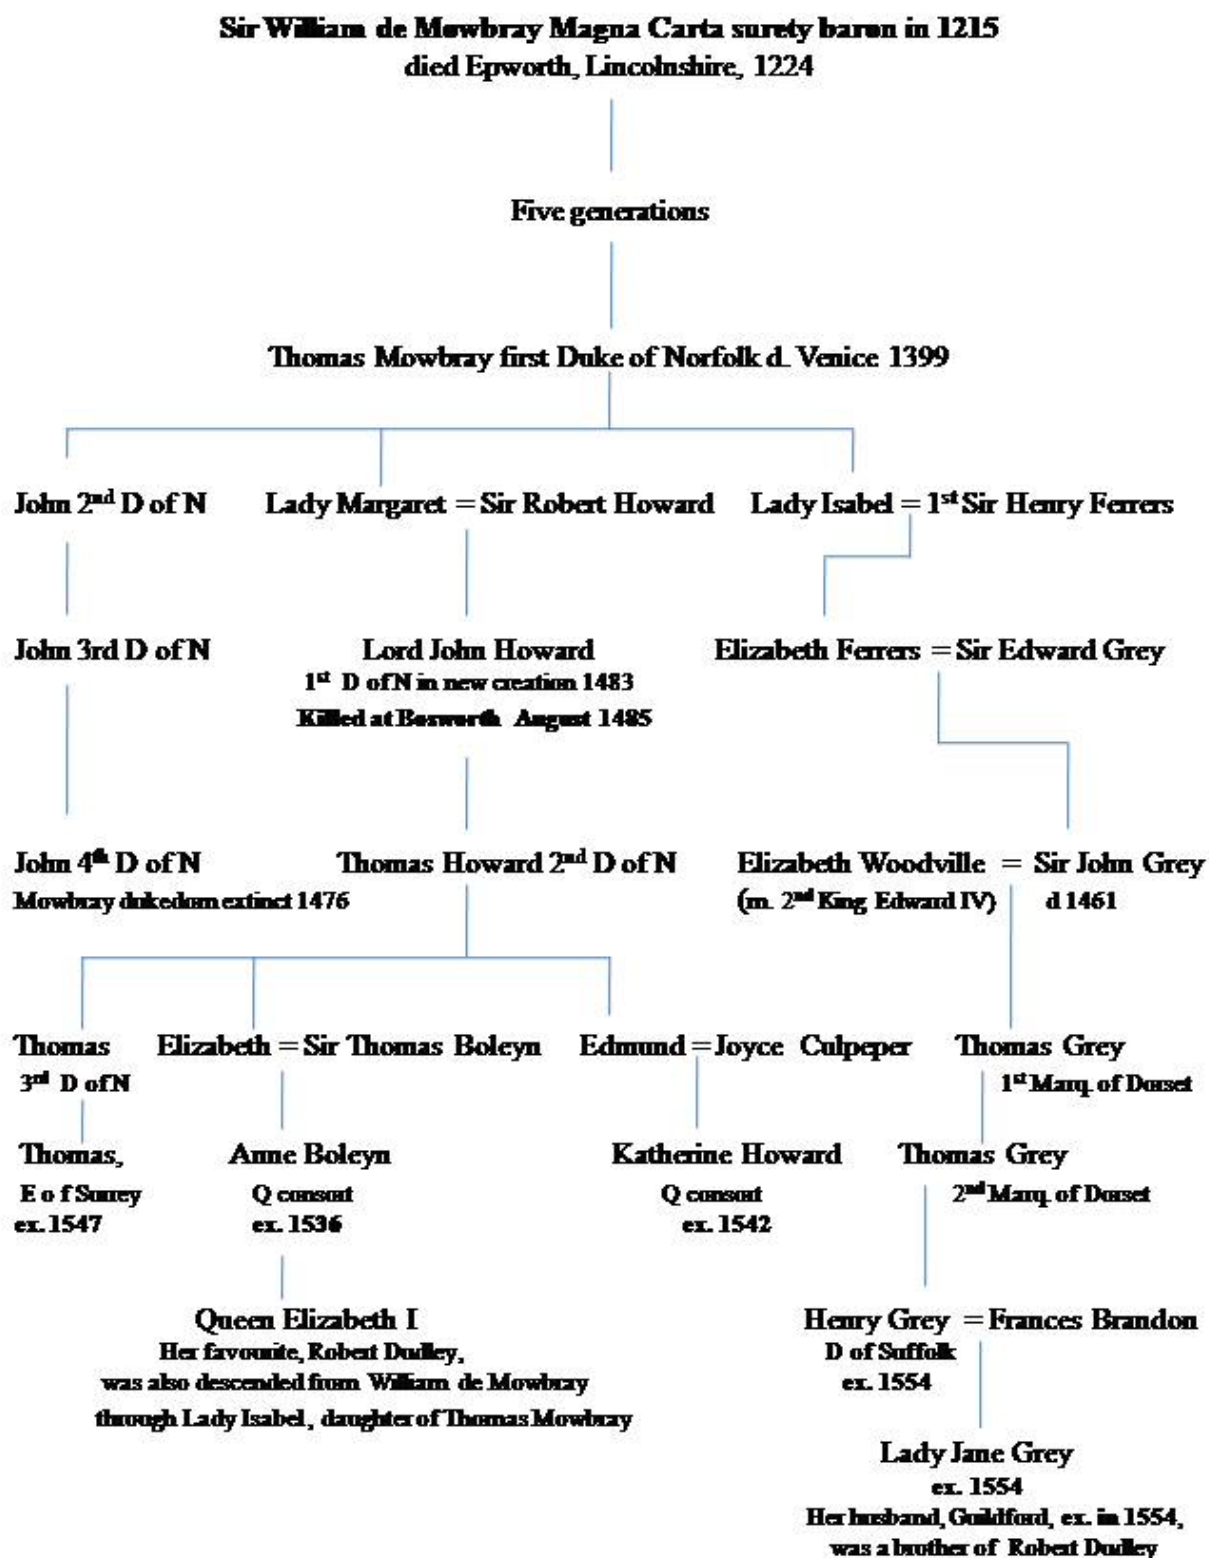 Sir William de Mowbray Magna Carta surety baron in 1215
died Epworth, Lincolnshire, 1224
Five generations
Thomas Mowbray first Duke of Norfolk d. Venice 1399
John 2nd D of N
Lady Margaret = Sir Robert Howard
Lady Isabel = 1st Sir Henry Ferrers
John 3rd D of N
Lord John Howard
1st D of N in new creation 1483
Killed at Bosworth August 1485
Elizabeth Ferrers = Sir Edward Grey
John 4th D of N
Mowbray dukedom extinct 1476
Thomas Howard 2nd D of N
Elizabeth Woodville = Sir John Grey
(m. 2nd King Edward IV) d 1461
Thomas
3rd D of N
Elizabeth = Sir Thomas Boleyn
Edmund = Joyce Culpeper
Thomas Grey
1st Marq. of Dorset
Thomas,
E o f Surrey
ex. 1547
Anne Boleyn
Q consort
ex. 1536
Katherine Howard
Q consort
ex. 1542
Thomas Grey
2nd Marq. of Dorset
Queen Elizabeth I
Her favourite, Robert Dudley,
was also descended from William de Mowbray
through Lady Isabel, daughter of Thomas Mowbray
Henry Grey = Frances Brandon
D of Suffolk
ex. 1554
Lady Jane Grey
ex. 1554
Her husband, Guildford, ex. in 1554,
was a brother of Robert Dudley